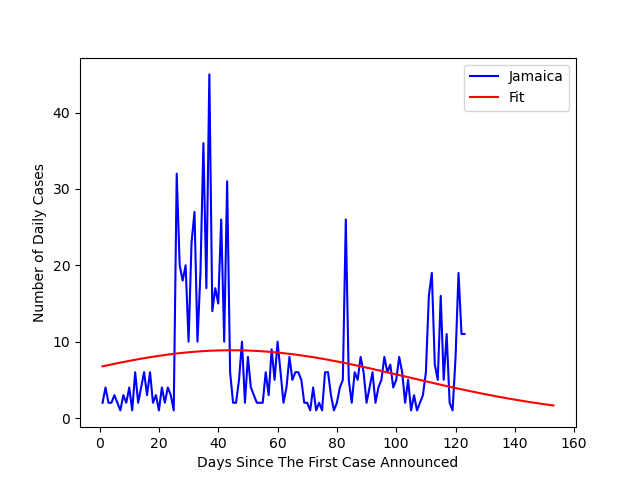 Jamaica
Fit
40
30
20
10
0
Number of Daily Cases
0 20 40 60 80 100 120 140 160
Days Since The First Case Announced